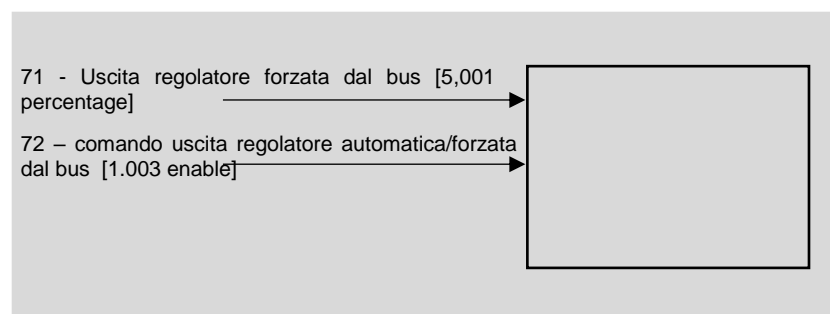 71 - Uscita regolatore forzata dal bus [5,001
percentage]
72 – comando uscita regolatore automatica/forzata
dal bus [1.003 enable]